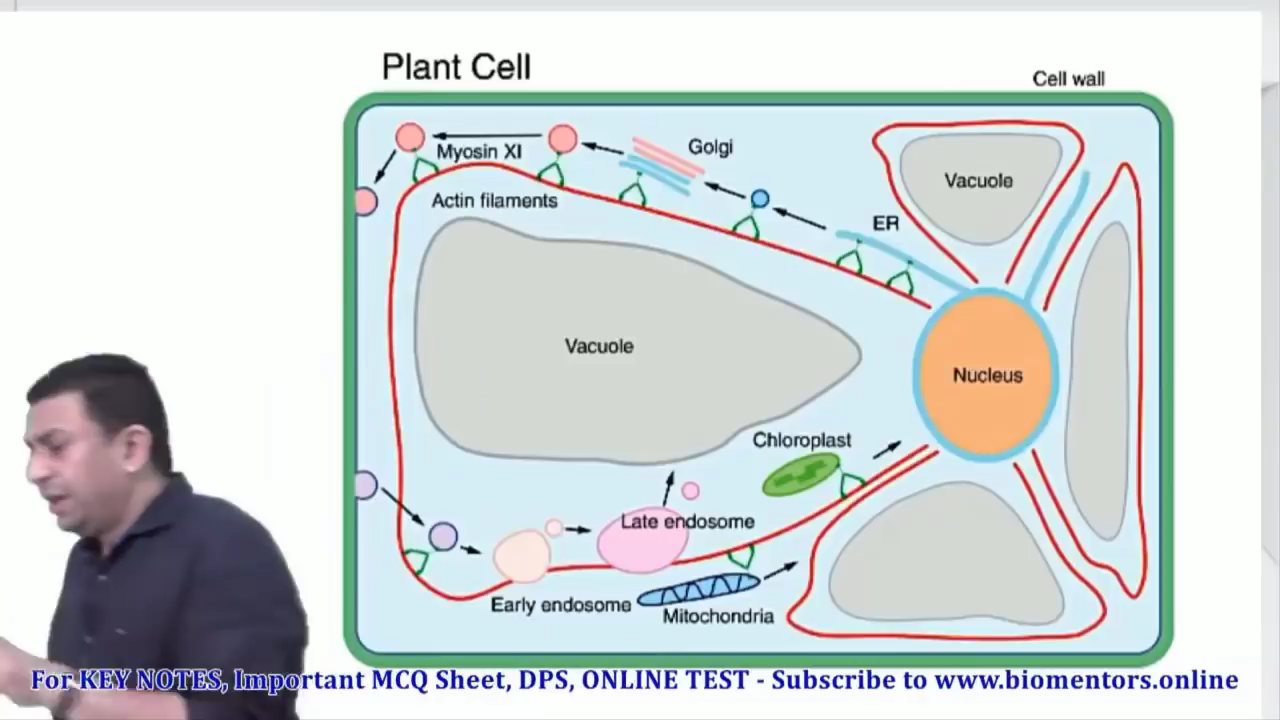 Plant Cell
Cell wall
Golgi
Myosin XI
Actin filaments
ER
Vacuole
Vacuole
Nucleus
Chloroplast
Late endosome
Early endosome
Mitochondria
For KEY NOTES, Important MCQ Sheet, DPS, ONLINE TEST - Subscribe to www.biomentors.online